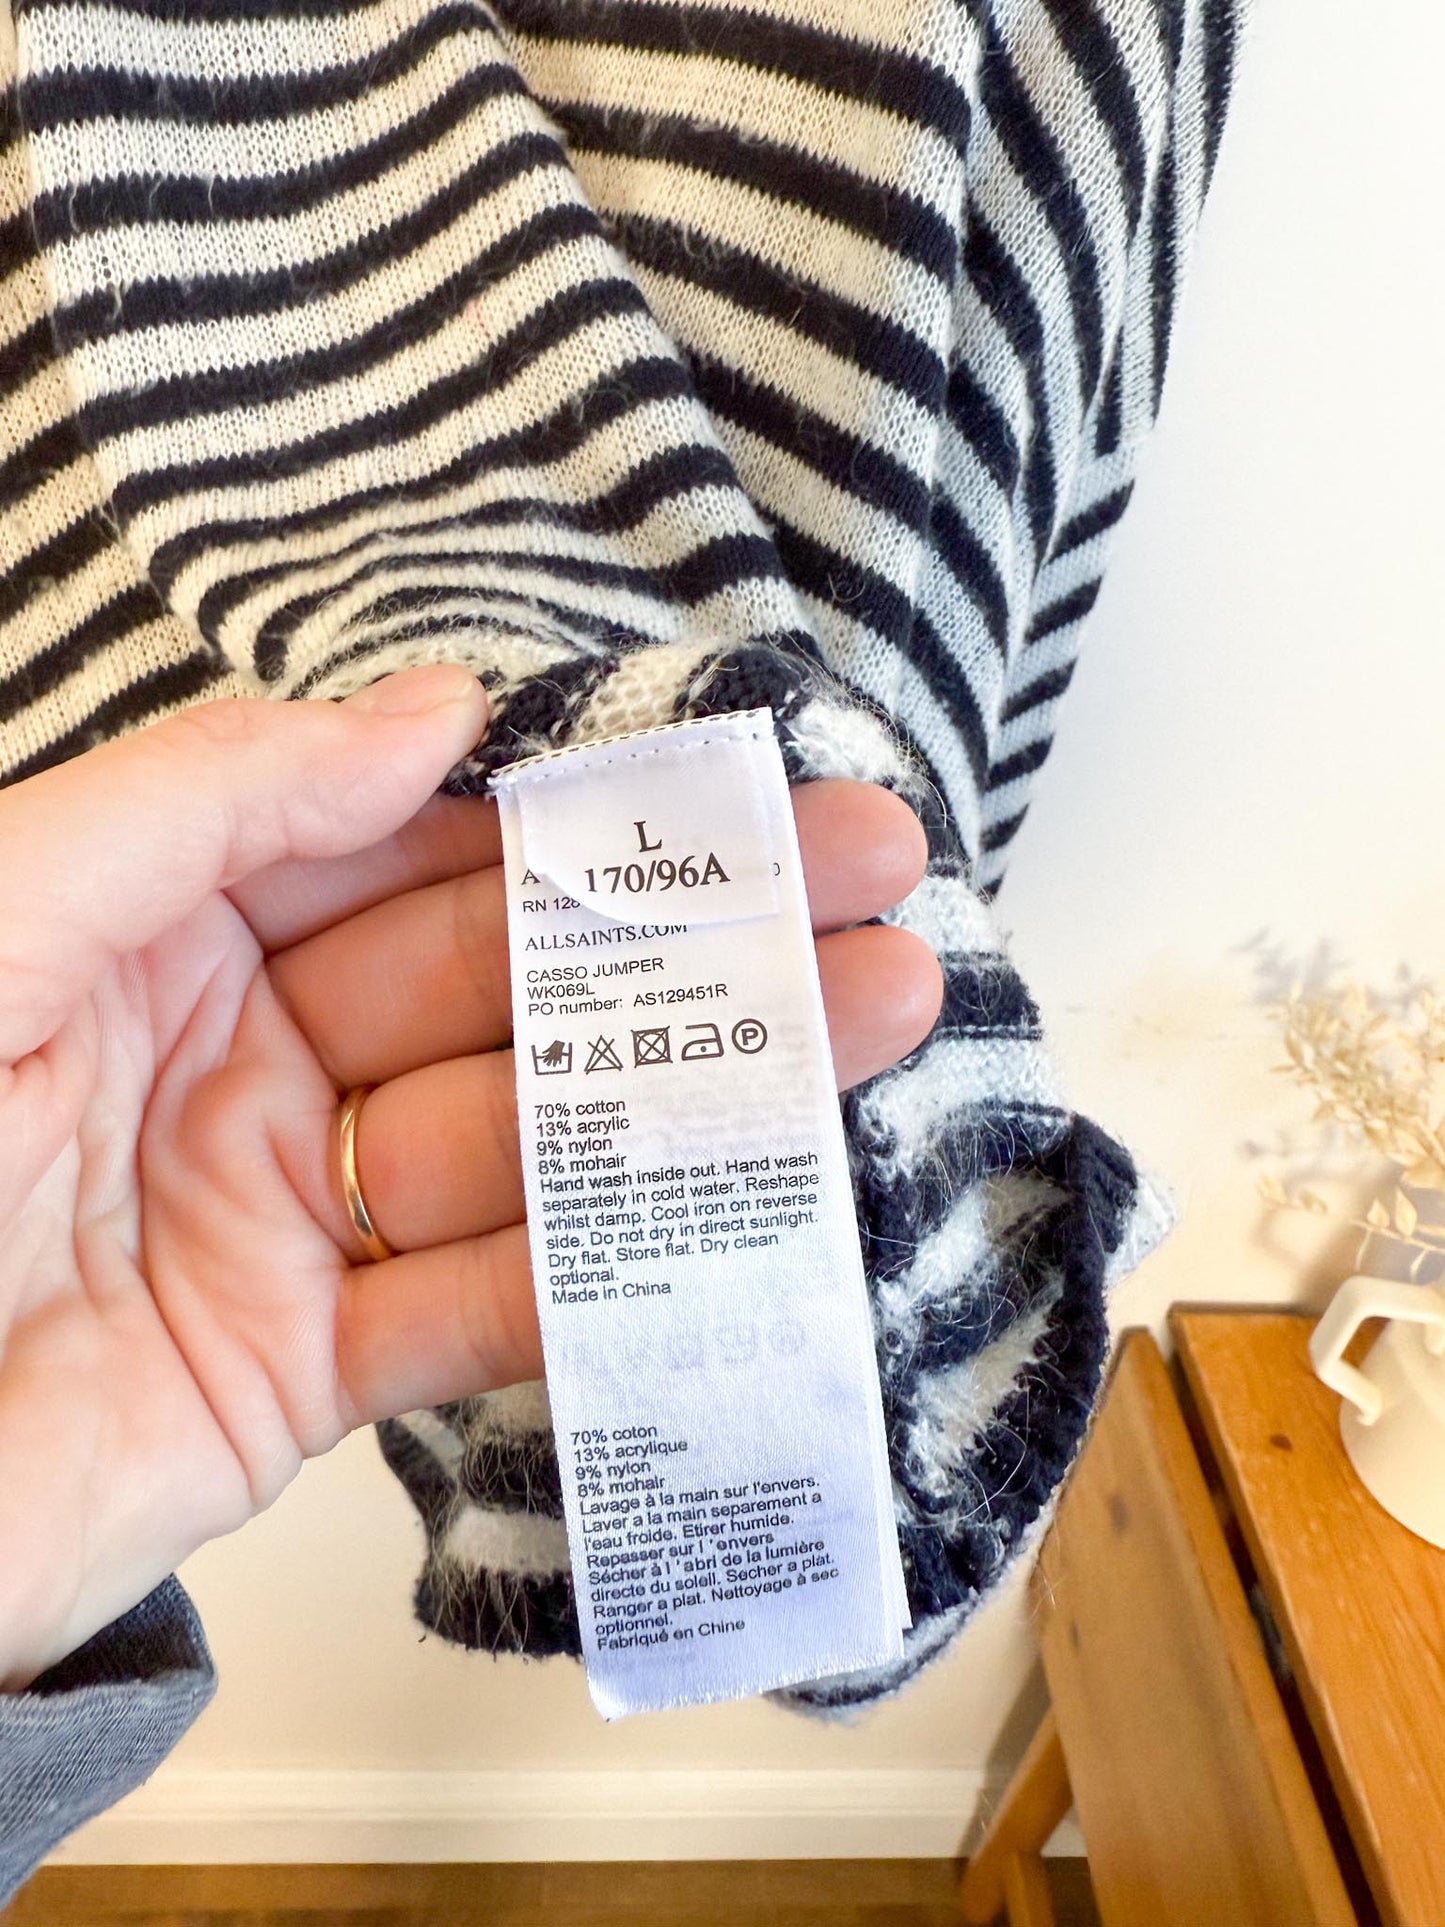 L
170/96A
RN 128
ALLSAINTS.COM
CASSO JUMPER
WK069L
PO number: AS129451R
P
70% cotton
13% acrylic
9% nylon
8% mohair
Hand wash inside out. Hand wash
separately in cold water. Reshape
whilst damp. Cool iron on reverse
side. Do not dry in direct sunlight.
Dry flat. Store flat. Dry clean
optional.
Made in China
70% coton
13% acrylique
9% nylon
8% mohair
Lavage à la main sur l'envers.
Laver a la main separement a
l'eau froide. Etirer humide.
Repasser sur l'envers
Sécher à l'abri de la lumière
directe du soleil. Secher a plat.
Ranger a plat. Nettoyage à sec
optionnel.
Fabriqué en Chine